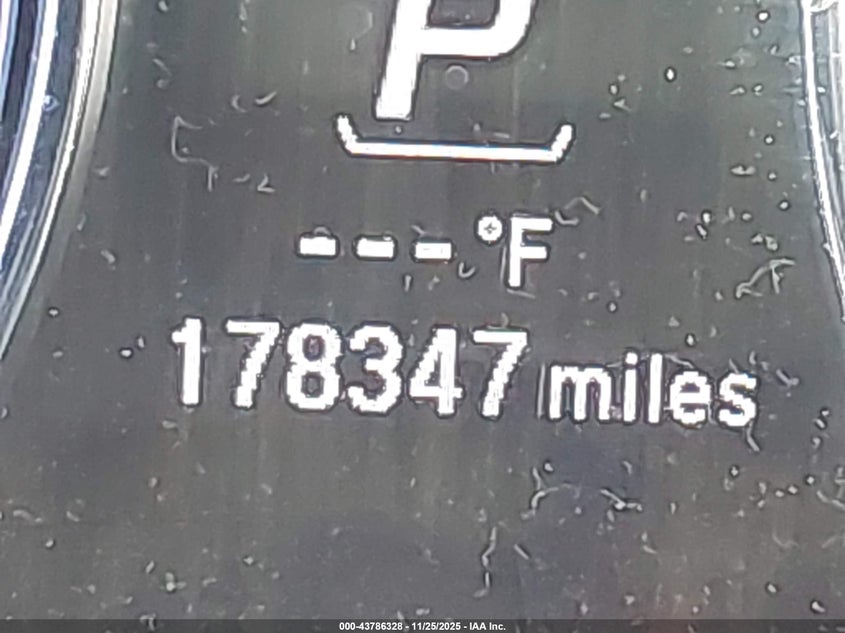 P
---°F
178347 miles
000-43786328 - 11/25/2025 - IAA Inc.